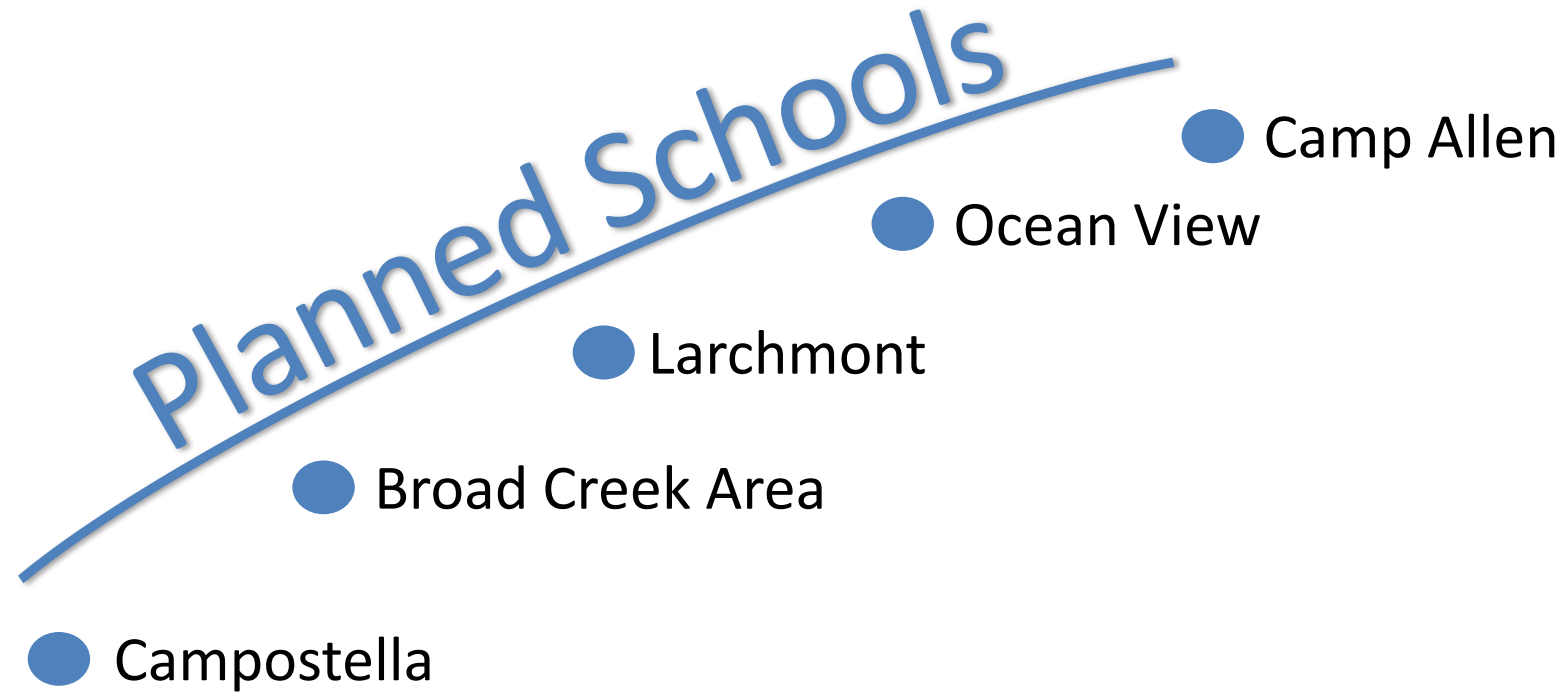 Planned Schools
Camp Allen
Ocean View
Larchmont
Broad Creek Area
Campostella